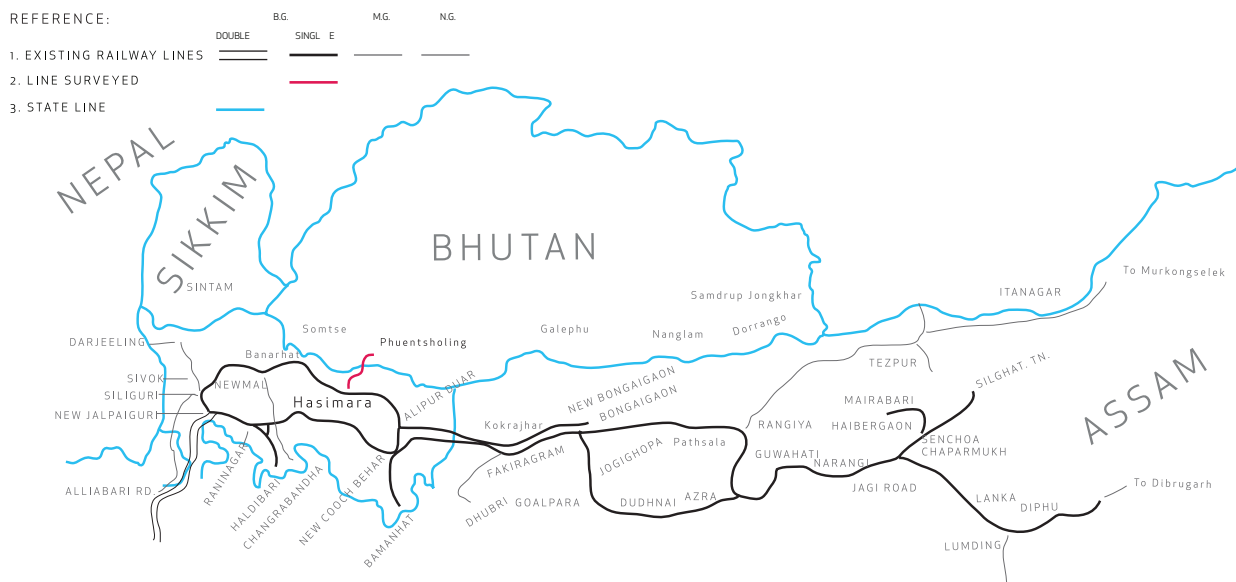 REFERENCE:
B.G. M.G. N.G.
DOUBLE SINGL E
1. EXISTING RAILWAY LINES
2. LINE SURVEYED
3. STATE LINE
NEPAL
SIKKIM
SINTAM
BHUTAN
ASSAM
To Murkongselek
ITANAGAR
Samdrup Jongkhar
Dorrango
Nanglam
Galephu
Somtse
Phuentsholing
DARJEELING
Banarhat
SIVOK
NEWMAL
SILIGURI
Hasimara
NEW JALPAIGURI
ALIPUR DUAR
NEW BONGAIGAON
BONGAIGAON
TEZPUR
SILGHAT. TN.
MAIRABARI
HAIBERGAON
Kokrajhar
RANGIYA
SENCHOA
CHAPARMUKH
Pathsala
JOGIGHOPA
FAKIRAGRAM
GUWAHATI
NARANGI
JAGI ROAD
ALLIABARI RD.
RANINAGAR
HALDIBARI
CHANGRABANDHA
NEW COOCH BEHAR
BAMANHAT
DHUBRI
GOALPARA
DUDHNAI
AZRA
LANKA
DIPHU
To Dibrugarh
LUMDING